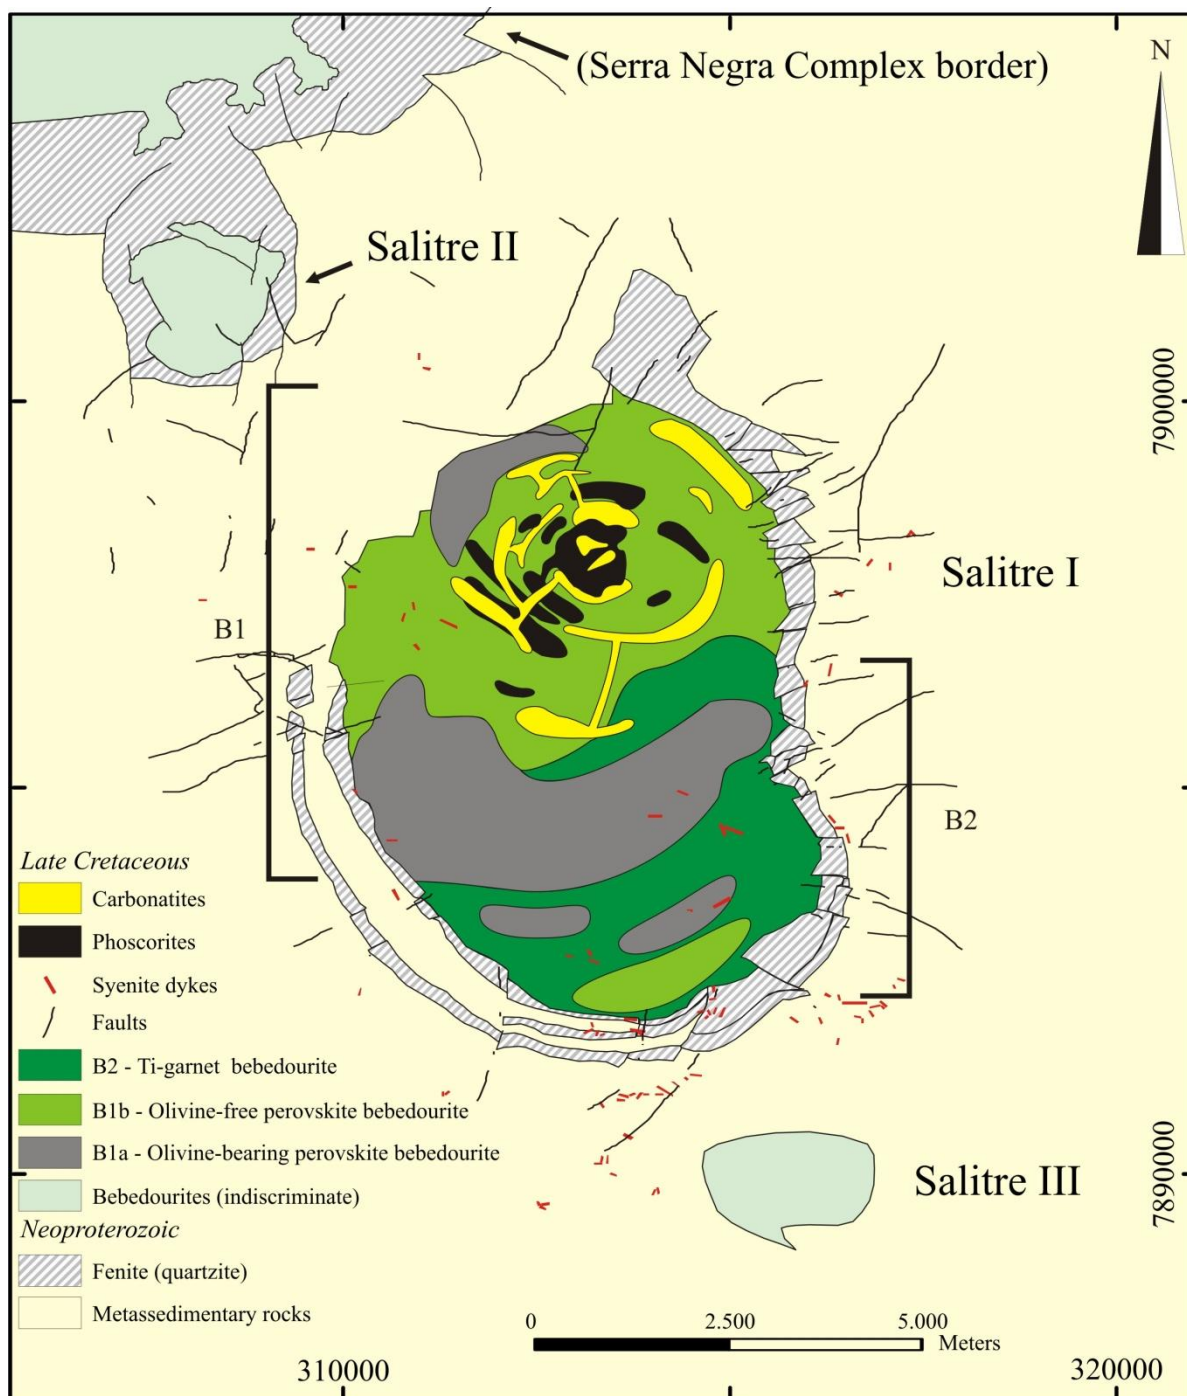 (Serra Negra Complex border)
N
Salitre II
7900000
Salitre I
B1
B2
Late Cretaceous
Carbonatites
Phoscorites
Syenite dykes
Faults
B2 - Ti-garnet bebedourite
B1b - Olivine-free perovskite bebedourite
B1a - Olivine-bearing perovskite bebedourite
Bebedourites (indiscriminate)
Neoproterozoic
Fenite (quartzite)
Metassedimentary rocks
Salitre III
7890000
0 2.500 5.000
Meters
310000 320000